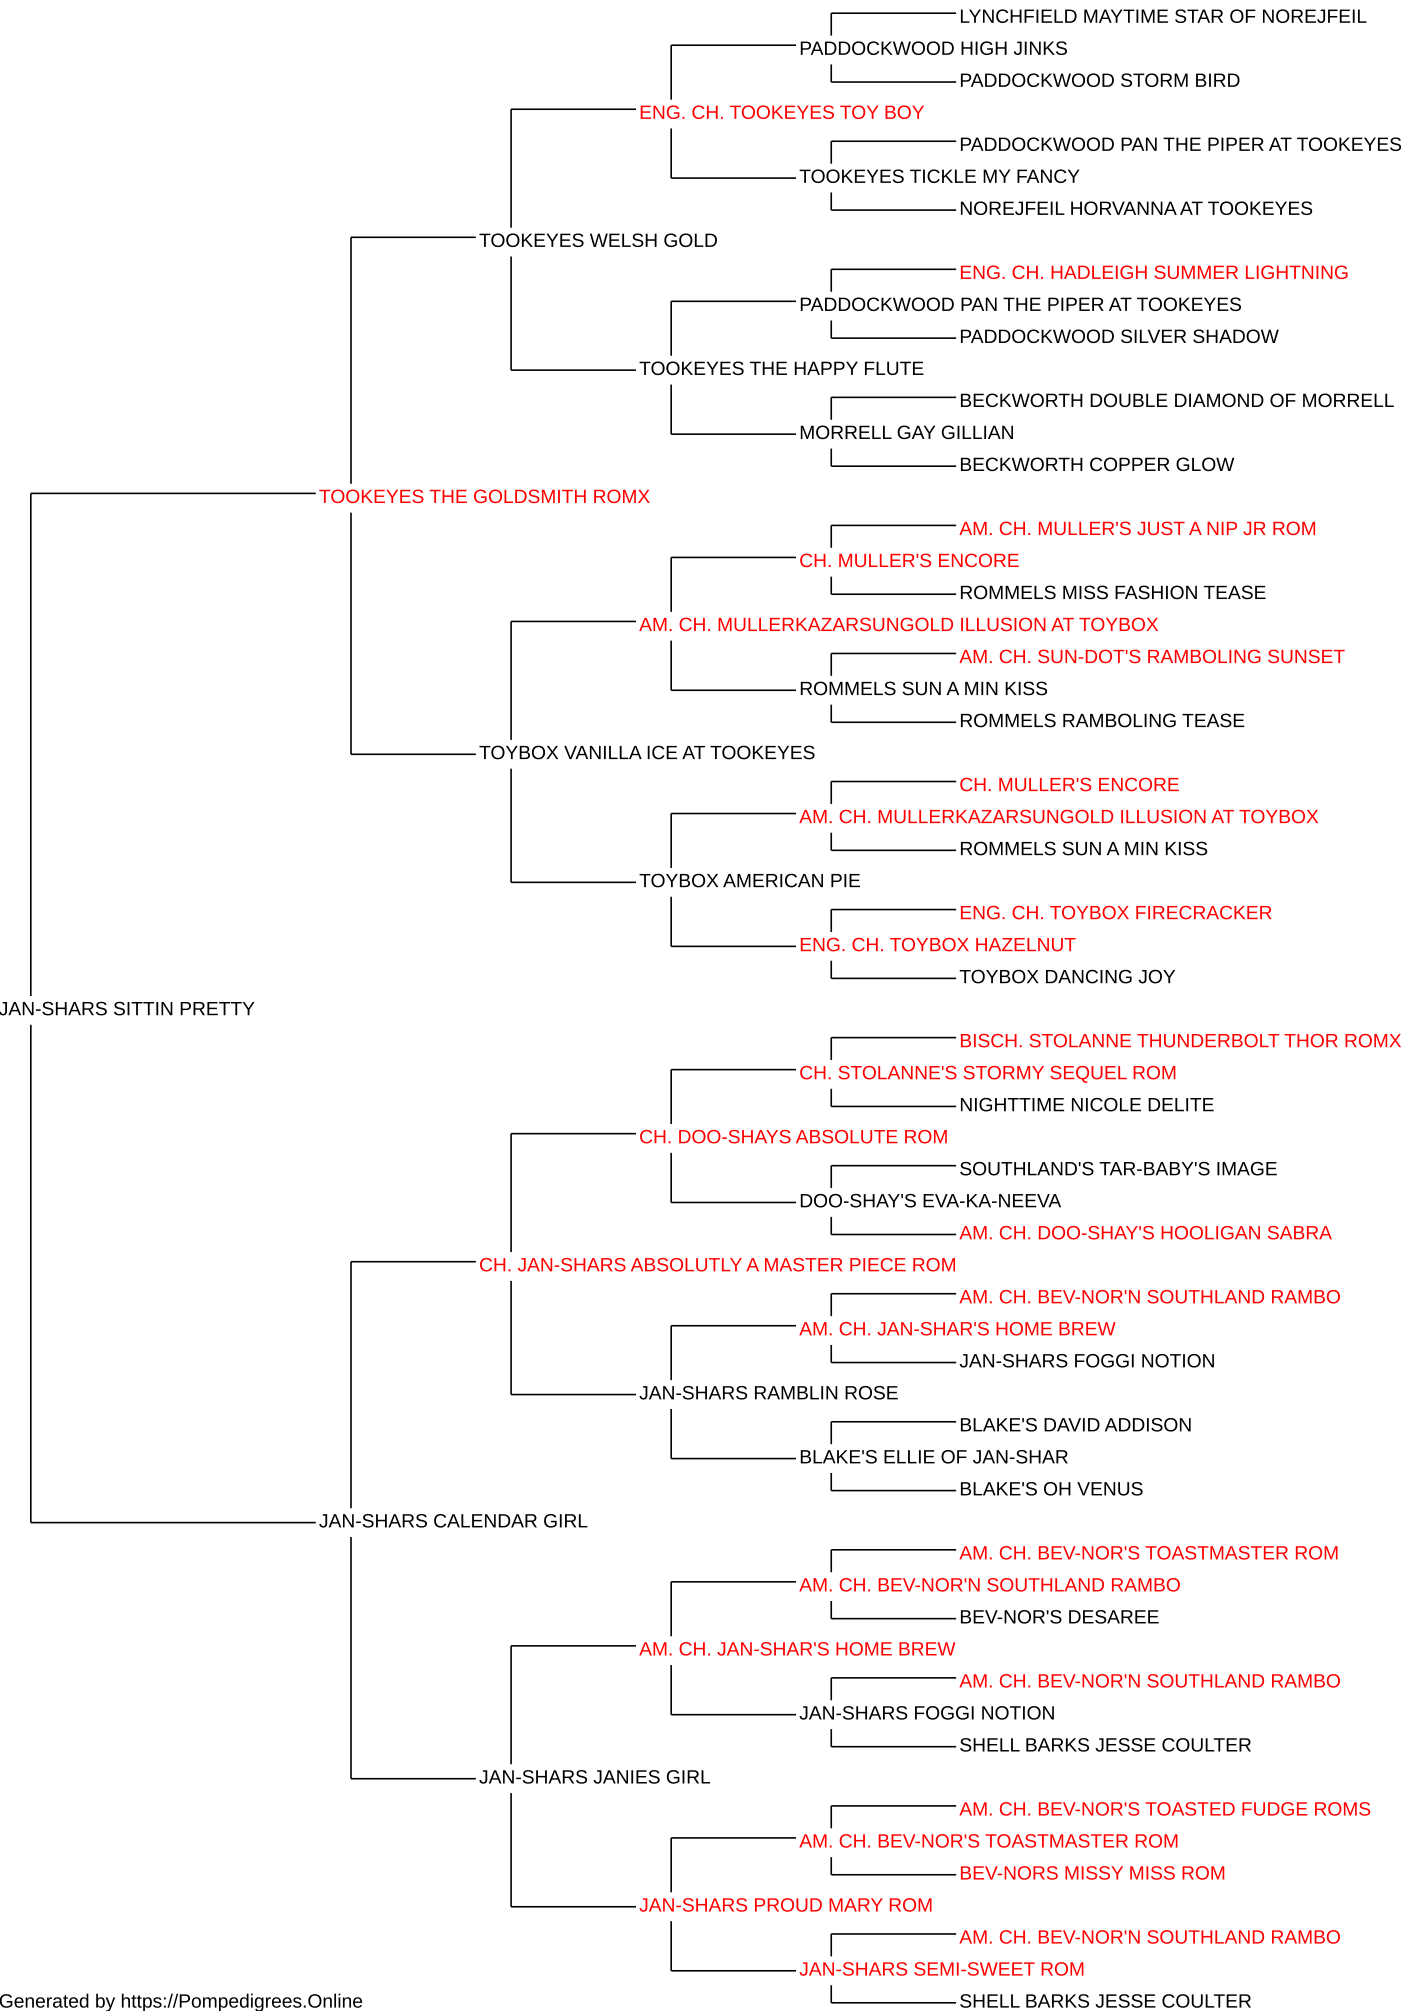 LYNCHFIELD MAYTIME STAR OF NOREJFEIL
PADDOCKWOOD HIGH JINKS
PADDOCKWOOD STORM BIRD
ENG. CH. TOOKEYES TOY BOY
PADDOCKWOOD PAN THE PIPER AT TOOKEYES
TOOKEYES TICKLE MY FANCY
NOREJFEIL HORVANNA AT TOOKEYES
TOOKEYES WELSH GOLD
ENG. CH. HADLEIGH SUMMER LIGHTNING
PADDOCKWOOD PAN THE PIPER AT TOOKEYES
PADDOCKWOOD SILVER SHADOW
TOOKEYES THE HAPPY FLUTE
BECKWORTH DOUBLE DIAMOND OF MORRELL
MORRELL GAY GILLIAN
BECKWORTH COPPER GLOW
TOOKEYES THE GOLDSMITH ROMX
AM. CH. MULLER'S JUST A NIP JR ROM
CH. MULLER'S ENCORE
ROMMELS MISS FASHION TEASE
AM. CH. MULLERKAZARSUNGOLD ILLUSION AT TOYBOX
AM. CH. SUN-DOT'S RAMBOLING SUNSET
ROMMELS SUN A MIN KISS
ROMMELS RAMBOLING TEASE
TOYBOX VANILLA ICE AT TOOKEYES
CH. MULLER'S ENCORE
AM. CH. MULLERKAZARSUNGOLD ILLUSION AT TOYBOX
ROMMELS SUN A MIN KISS
TOYBOX AMERICAN PIE
ENG. CH. TOYBOX FIRECRACKER
ENG. CH. TOYBOX HAZELNUT
TOYBOX DANCING JOY
JAN-SHARS SITTIN PRETTY
BISCH. STOLANNE THUNDERBOLT THOR ROMX
CH. STOLANNE'S STORMY SEQUEL ROM
NIGHTTIME NICOLE DELITE
CH. DOO-SHAYS ABSOLUTE ROM
SOUTHLAND'S TAR-BABY'S IMAGE
DOO-SHAY'S EVA-KA-NEEVA
AM. CH. DOO-SHAY'S HOOLIGAN SABRA
CH. JAN-SHARS ABSOLUTLY A MASTER PIECE ROM
AM. CH. BEV-NOR'N SOUTHLAND RAMBO
AM. CH. JAN-SHAR'S HOME BREW
JAN-SHARS FOGGI NOTION
JAN-SHARS RAMBLIN ROSE
BLAKE'S DAVID ADDISON
BLAKE'S ELLIE OF JAN-SHAR
BLAKE'S OH VENUS
JAN-SHARS CALENDAR GIRL
AM. CH. BEV-NOR'S TOASTMASTER ROM
AM. CH. BEV-NOR'N SOUTHLAND RAMBO
BEV-NOR'S DESAREE
AM. CH. JAN-SHAR'S HOME BREW
AM. CH. BEV-NOR'N SOUTHLAND RAMBO
JAN-SHARS FOGGI NOTION
SHELL BARKS JESSE COULTER
JAN-SHARS JANIES GIRL
AM. CH. BEV-NOR'S TOASTED FUDGE ROMS
AM. CH. BEV-NOR'S TOASTMASTER ROM
BEV-NORS MISSY MISS ROM
JAN-SHARS PROUD MARY ROM
AM. CH. BEV-NOR'N SOUTHLAND RAMBO
JAN-SHARS SEMI-SWEET ROM
SHELL BARKS JESSE COULTER
Generated by https://Pompedigrees.Online